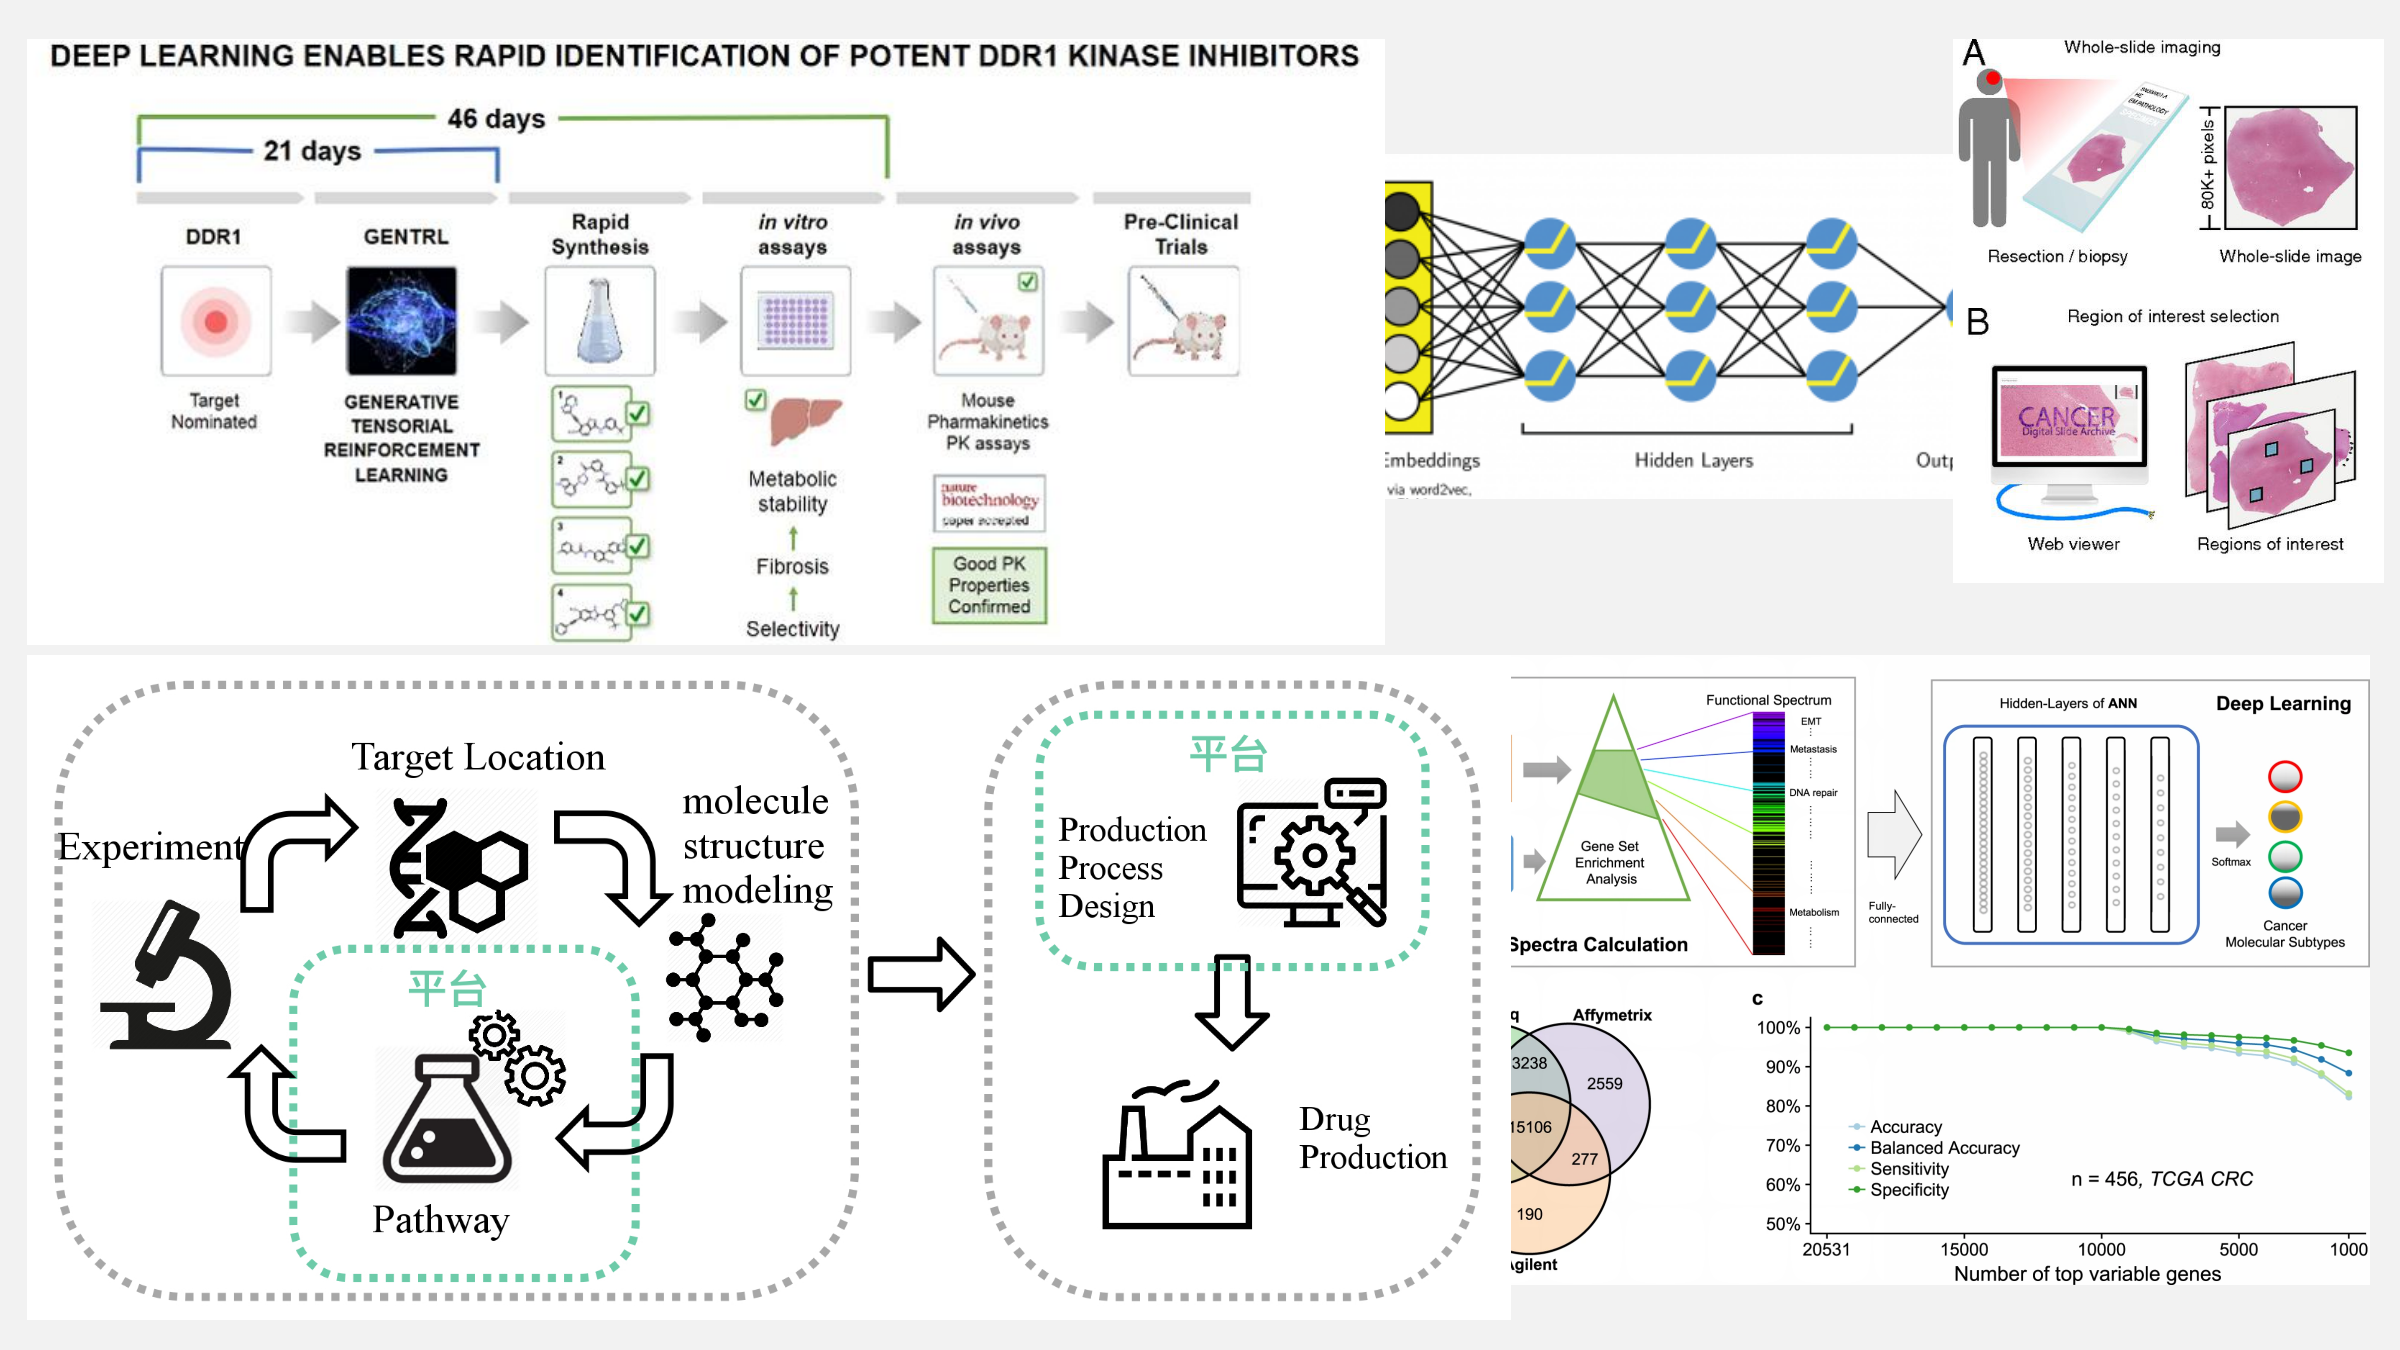 DEEP LEARNING ENABLES RAPID IDENTIFICATION OF POTENT DDR1 KINASE INHIBITORS
46 days
21 days
DDR1
GENTRL
Rapid
Synthesis
in vitro
assays
in vivo
assays
Pre-Clinical
Trials
Target
Nominated
GENERATIVE
TENSORIAL
REINFORCEMENT
LEARNING
1
2
3
4
Metabolic
stability
Fibrosis
Selectivity
Mouse
Pharmakinetics
PK assays
nature
biotechnology
paper accepted
Good PK
Properties
Confirmed
Embeddings
via word2vec,
Hidden Layers
A
Whole-slide imaging
80K+ pixels
SPECIMEN
Resection / biopsy
Whole-slide image
B
Region of interest selection
CANCER
Digital Slide Archive
Web viewer
Regions of interest
Experiment
Target Location
molecule
structure
modeling
平台
Pathway
平台
Production
Process
Design
Drug
Production
Functional Spectrum
EMT
Metastasis
DNA repair
Metabolism
Gene Set
Enrichment
Analysis
Spectra Calculation
Fully-
connected
Hidden-Layers of ANN
Deep Learning
Softmax
Cancer
Molecular Subtypes
q
Affymetrix
3238
2559
15106
277
190
gilent
c
100%
90%
80%
70%
60%
50%
Accuracy
Balanced Accuracy
Sensitivity
Specificity
n = 456, TCGA CRC
20531
15000
10000
5000
1000
Number of top variable genes